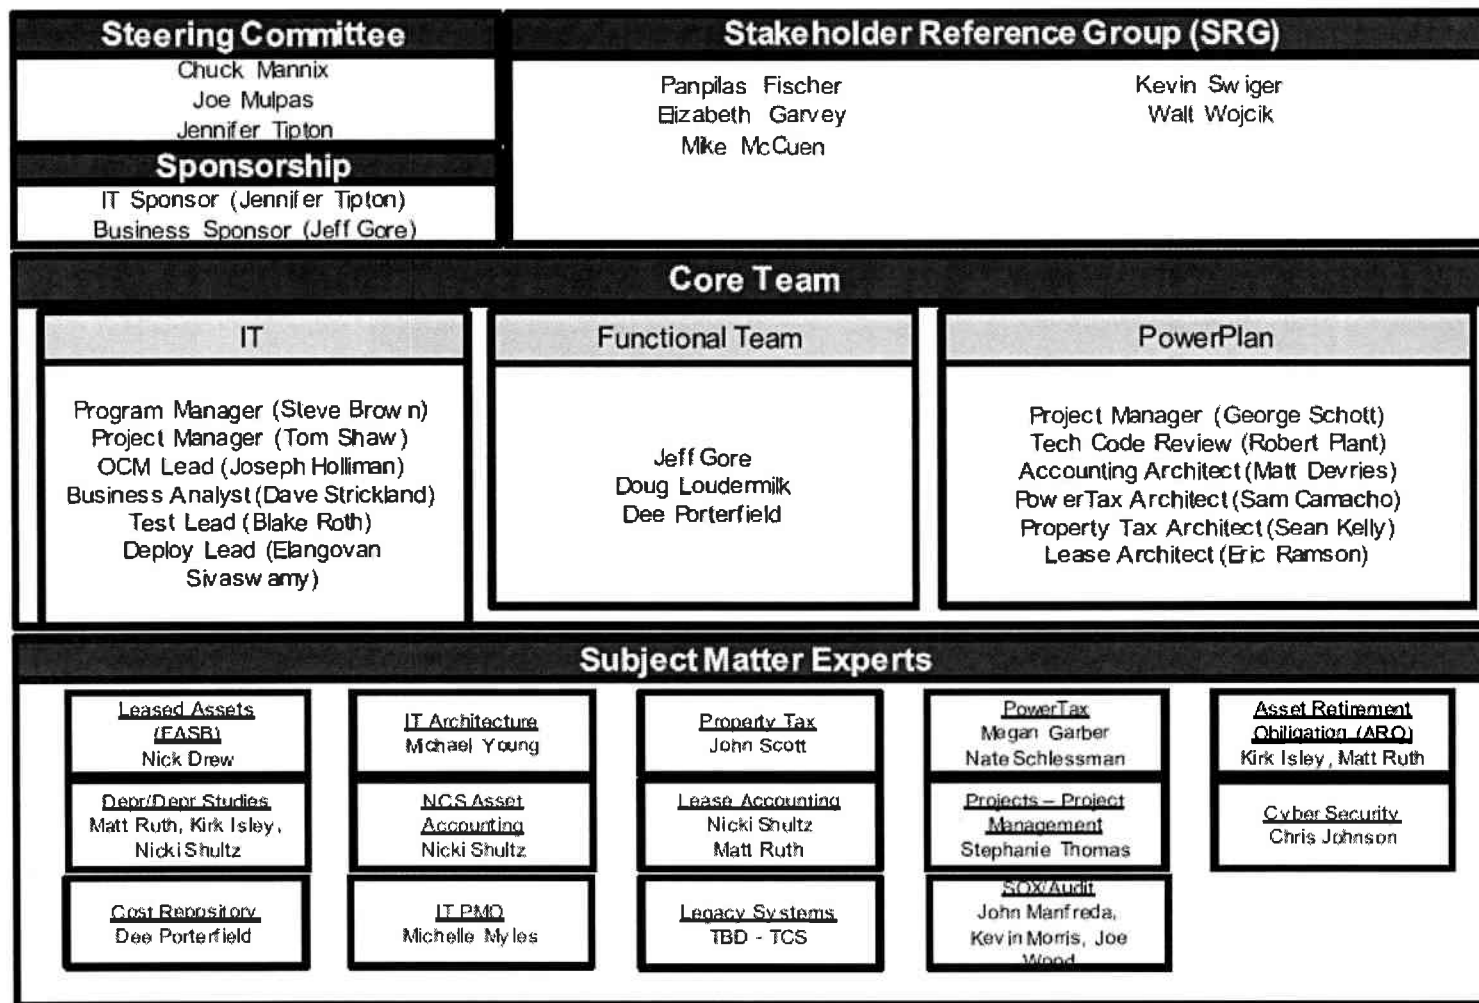 Steering Committee
Chuck Mannix
Joe Mulpas
Jennifer Tipton
Sponsorship
IT Sponsor (Jennifer Tipton)
Business Sponsor (Jeff Gore)
Stakeholder Reference Group (SRG)
Panpilas Fischer
Elizabeth Garvey
Mike McCuen
Kevin Swiger
Walt Wojcik
Core Team
IT
Program Manager (Steve Brown)
Project Manager (Tom Shaw)
OCM Lead (Joseph Holliman)
Business Analyst (Dave Strickland)
Test Lead (Blake Roth)
Deploy Lead (Elangovan
Sivaswamy)
Functional Team
Jeff Gore
Doug Loudermilk
Dee Porterfield
PowerPlan
Project Manager (George Schott)
Tech Code Review (Robert Plant)
Accounting Architect (Matt Devries)
PowerTax Architect (Sam Camacho)
Property Tax Architect (Sean Kelly)
Lease Architect (Eric Ramson)
Subject Matter Experts
Leased Assets
(FASB)
Nick Drew
IT Architecture
Michael Young
Property Tax
John Scott
PowerTax
Megan Garber
Nate Schlessman
Asset Retirement
Obligation (ARO)
Kirk Isley, Matt Ruth
Depr/Depr Studies
Matt Ruth, Kirk Isley,
Nicki Shultz
NCS Asset
Accounting
Nicki Shultz
Lease Accounting
Nicki Shultz
Matt Ruth
Projects – Project
Management
Stephanie Thomas
Cyber Security
Chris Johnson
Cost Repository
Dee Porterfield
IT PMO
Michelle Myles
Legacy Systems
TBD - TCS
SOX/Audit
John Manfreda,
Kevin Morris, Joe
Wood